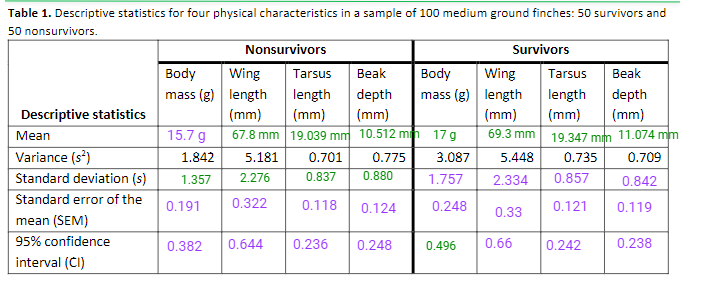 Table 1. Descriptive statistics for four physical characteristics in a sample of 100 medium ground finches: 50 survivors and
50 nonsurvivors.
Nonsurvivors Survivors
Body Wing Tarsus Beak Body Wing Tarsus Beak
mass (g) length length depth mass (g) length length depth
Descriptive statistics (mm) (mm) (mm) (mm) (mm) (mm)
Mean 15.7 g 67.8 mm 19.039 mm 10.512 mm 17 g 69.3 mm 19.347 mm 11.074 mm
Variance (s²) 1.842 5.181 0.701 0.775 3.087 5.448 0.735 0.709
Standard deviation (s) 1.357 2.276 0.837 0.880 1.757 2.334 0.857 0.842
Standard error of the
mean (SEM) 0.191 0.322 0.118 0.124 0.248 0.33 0.121 0.119
95% confidence
interval (CI) 0.382 0.644 0.236 0.248 0.496 0.66 0.242 0.238